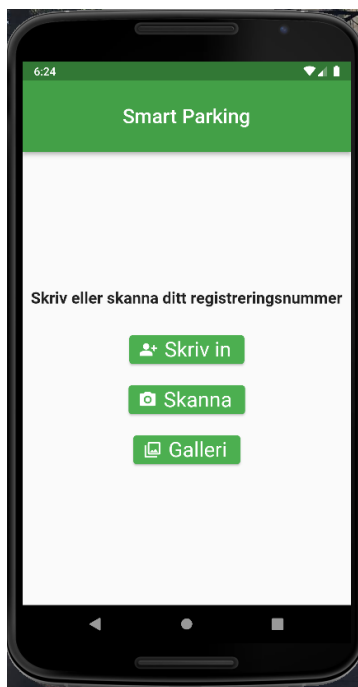 6:24
Smart Parking
Skriv eller skanna ditt registreringsnummer
Skriv in
Skanna
Galleri